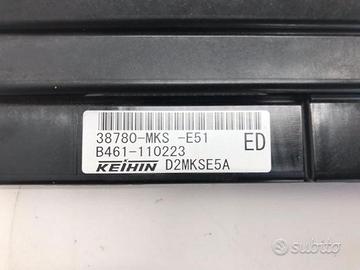 38780-MKS -E51
B461-110223
ED
KEIHIN D2MKSE5A
subito